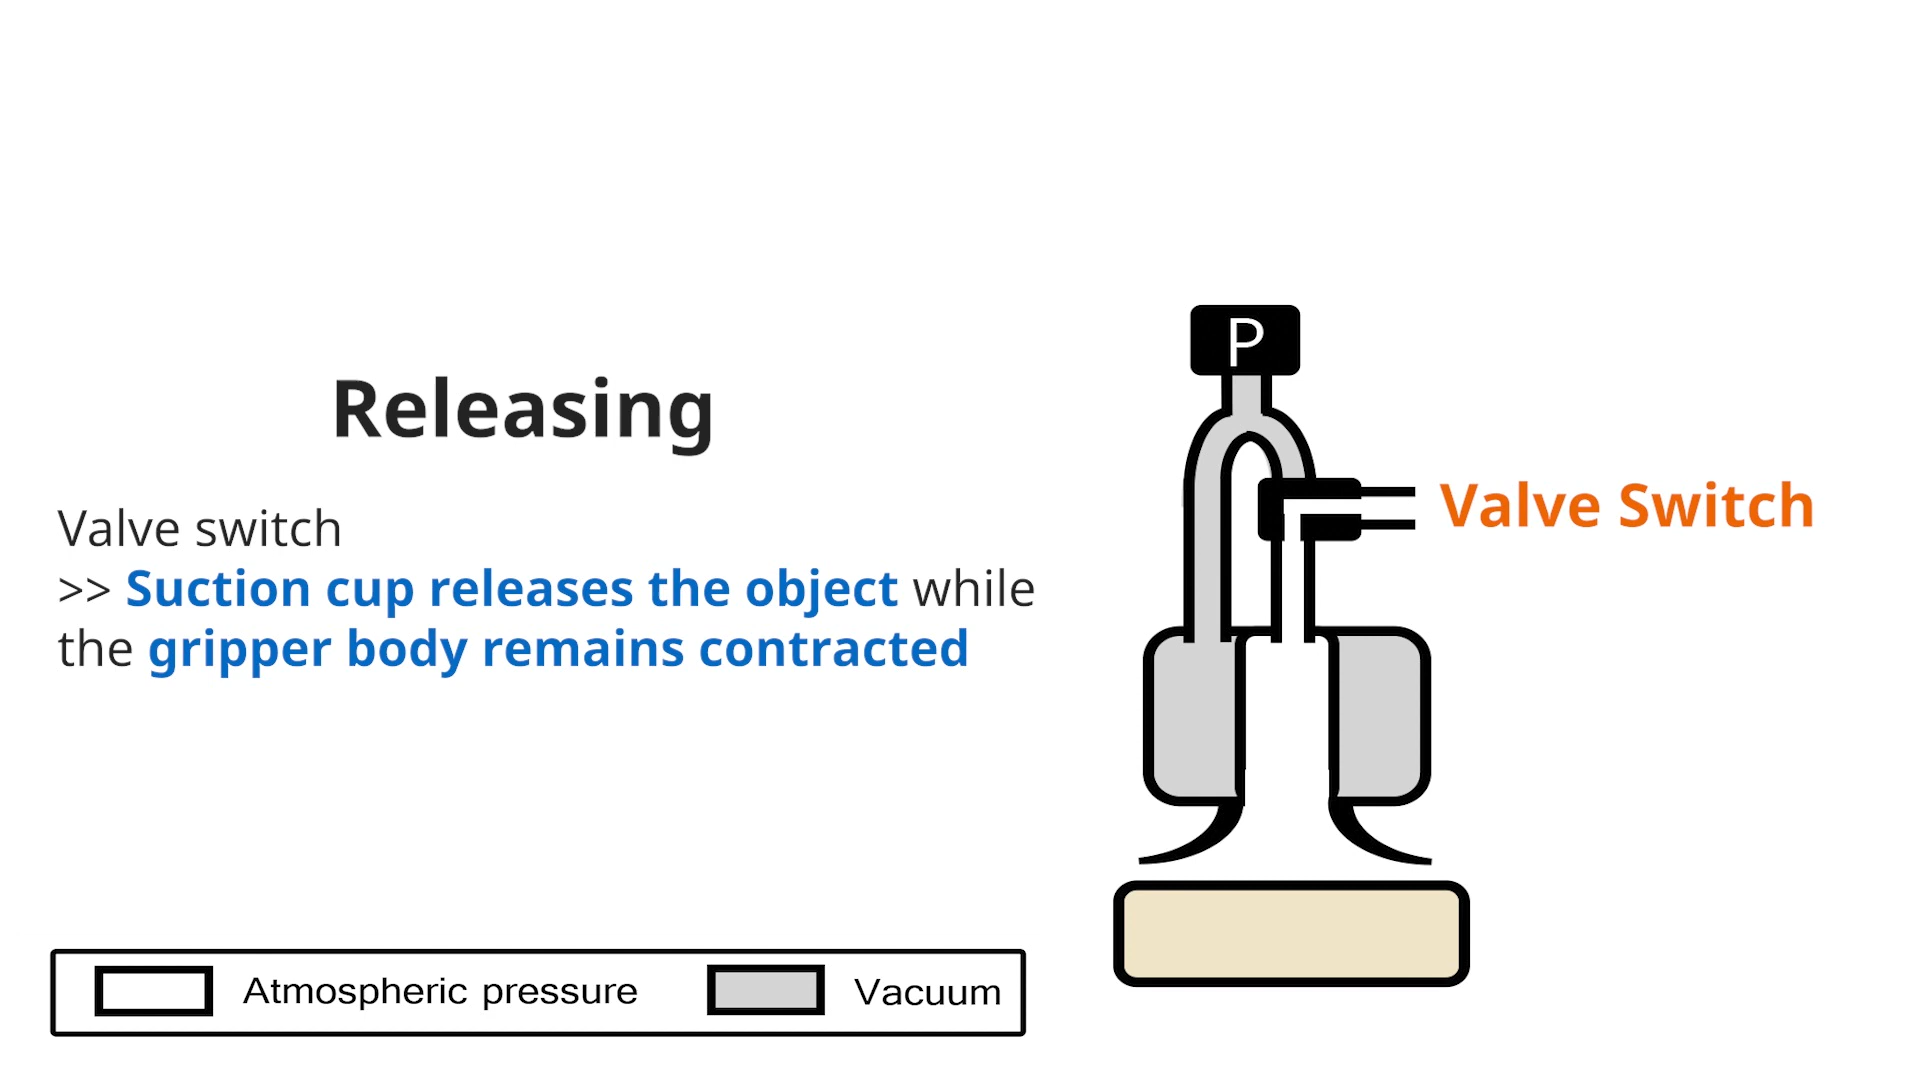 P
Releasing
Valve Switch
Valve switch
>> Suction cup releases the object while
the gripper body remains contracted
Atmospheric pressure
Vacuum